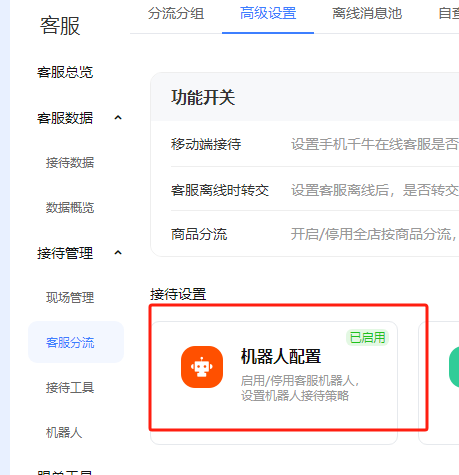 客服
分流分组
高级设置
离线消息池
客服总览
功能开关
客服数据
移动端接待
设置手机千牛在线客服是否
接待数据
客服离线时转交
设置客服离线后，是否转交
数据概览
商品分流
开启/停用全店按商品分流，
接待管理
现场管理
接待设置
已启用
客服分流
机器人配置
启用/停用客服机器人，
设置机器人接待策略
接待工具
机器人